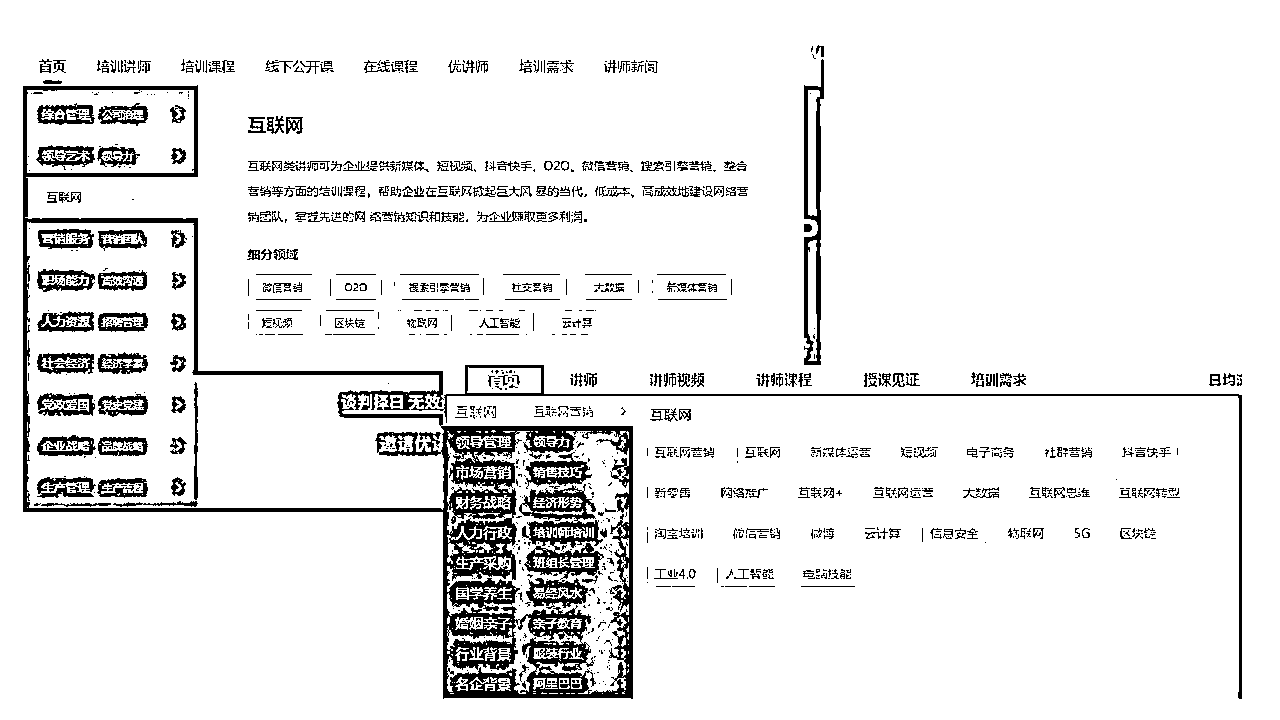 首页 培训讲师 培训课程 线下公开课 在线课程 优讲师 培训需求 讲师新闻
综合管理 公司治理
领导艺术 领导力
互联网
营销服务
职场能力 高效沟通
人力资源 招聘管理
社会经济 经济学家
党政爱国 党史党建
企业战略 品牌战略
生产管理
互联网
互联网类讲师可为企业提供新媒体、短视频、抖音快手、O2O、微信营销、搜索引擎营销、整合
营销等方面的培训课程，帮助企业在互联网掀起巨大风 暴的当代，低成本、高成效地建设网络营
销团队，掌握先进的网 络营销知识和技能，为企业赚取更多利润。
细分领域
微信营销 O2O 搜索引擎营销 社交营销 大数据 新媒体营销
短视频 区块链 物联网 人工智能 云计算
谈判择日 无效
邀请优
首页 讲师 讲师视频 讲师课程 授课见证 培训需求 日均
互联网 互联网营销 >
领导管理 领导力
市场营销 销售技巧
财务战略 经济形势
人力行政 培训师培训
生产采购 班组长管理
国学养生 易经风水
婚姻亲子 亲子教育
行业背景 服装行业
名企背景 阿里巴巴
互联网
互联网营销 互联网 新媒体运营 短视频 电子商务 社群营销 抖音快手
新零售 网络推广 互联网+ 互联网运营 大数据 互联网思维 互联网转型
淘宝培训 微信营销 微博 云计算 信息安全 物联网 5G 区块链
工业4.0 人工智能 电脑技能